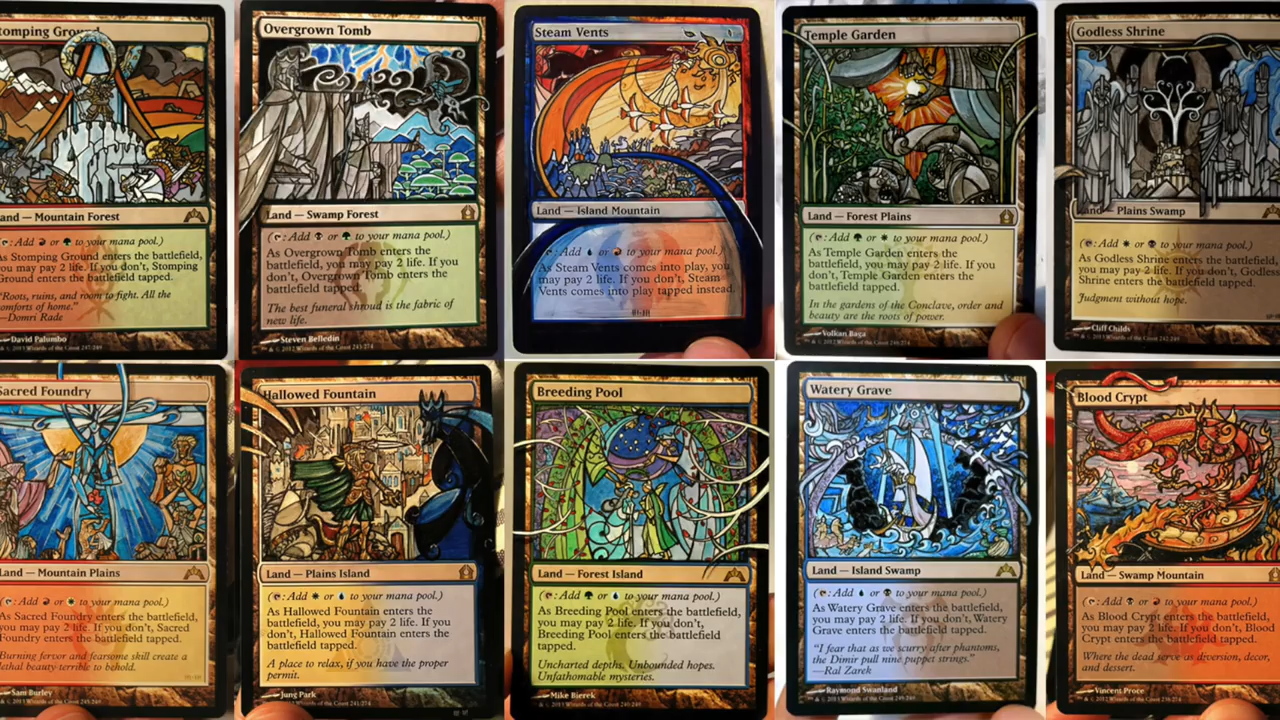 Stomping Grou
Land — Mountain Forest
: Add or to your mana pool.)
As Stomping Ground enters the battlefield,
you may pay 2 life. If you don't, Stomping
Ground enters the battlefield tapped.
"Roots, ruins, and room to fight. All the
comforts of home."
—Domri Rade
David Palumbo
Overgrown Tomb
Land — Swamp Forest
( : Add or to your mana pool.)
As Overgrown Tomb enters the
battlefield, you may pay 2 life. If you
don't, Overgrown Tomb enters the
battlefield tapped.
The best funeral shroud is the fabric of
new life.
Steven Belledin
& © 2012 Wizards of the Coast 243/274
Steam Vents
Land — Island Mountain
: Add or to your mana pool.)
As Steam Vents comes into play, you
may pay 2 life. If you don't, Steam
Vents comes into play tapped instead.
Temple Garden
Land — Forest Plains
( : Add or to your mana pool.)
As Temple Garden enters the
battlefield, you may pay 2 life. If you
don't, Temple Garden enters the
battlefield tapped.
In the gardens of the Conclave, order and
beauty are the roots of power.
Volkan Baga
Godless Shrine
Land — Plains Swamp
( : Add or to your mana pool.)
As Godless Shrine enters the
battlefield, you may pay 2 life. If you don't, Godless
Shrine enters the battlefield tapped.
Judgment without hope.
Cliff Childs
Sacred Foundry
Land — Mountain Plains
( : Add or to your mana pool.)
As Sacred Foundry enters the battlefield,
you may pay 2 life. If you don't, Sacred
Foundry enters the battlefield tapped.
Burning fervor and fearsome skill create a
lethal beauty terrible to behold.
Sam Burley
Hallowed Fountain
Land — Plains Island
( : Add or to your mana pool.)
As Hallowed Fountain enters the
battlefield, you may pay 2 life. If you
don't, Hallowed Fountain enters the
battlefield tapped.
A place to relax, if you have the proper
permit.
Jung Park
Breeding Pool
Land — Forest Island
( : Add or to your mana pool.)
As Breeding Pool enters the battlefield,
you may pay 2 life. If you don't,
Breeding Pool enters the battlefield
tapped.
Uncharted depths. Unbounded hopes.
Unfathomable mysteries.
Mike Bierek
Watery Grave
Land — Island Swamp
( : Add or to your mana pool.)
As Watery Grave enters the battlefield,
you may pay 2 life. If you don't, Watery
Grave enters the battlefield tapped.
"I fear that as we scurry after phantoms,
the Dimir pull nine puppet strings."
—Ral Zarek
Raymond Swanland
Blood Crypt
Land — Swamp Mountain
( : Add or to your mana pool.)
As Blood Crypt enters the battlefield,
you may pay 2 life. If you don't, Blood
Crypt enters the battlefield tapped.
Where the dead serve as diversion, decor,
and dessert.
Vincent Proce